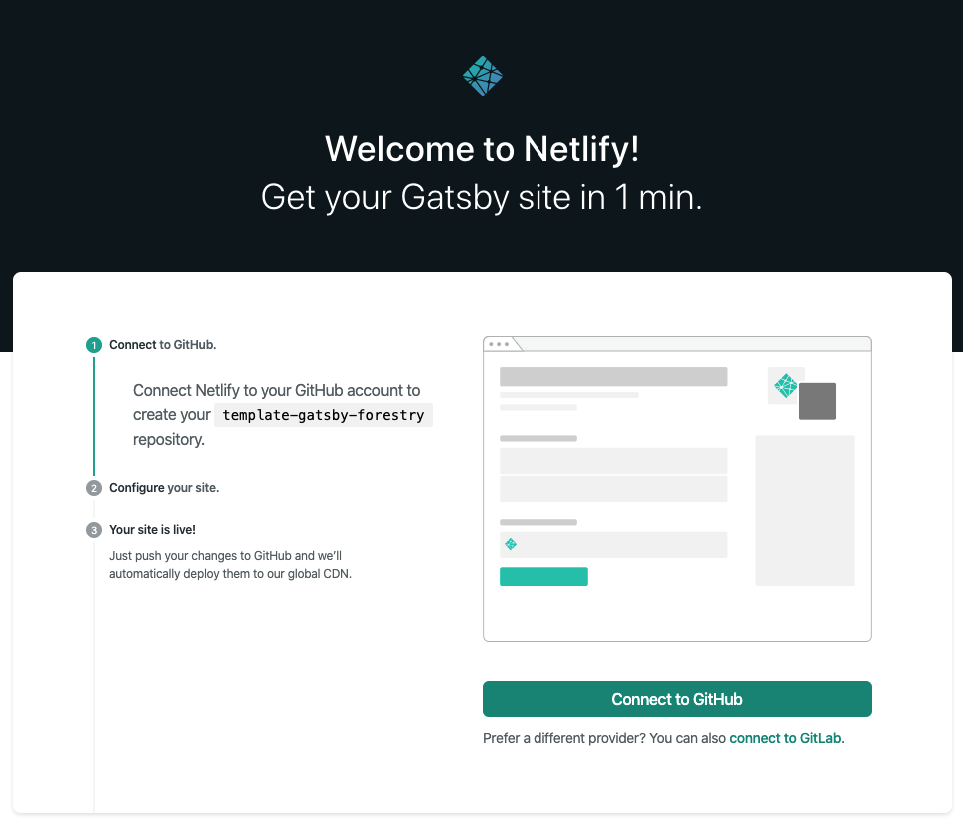 Welcome to Netlify!
Get your Gatsby site in 1 min.
1 Connect to GitHub.
Connect Netlify to your GitHub account to
create your template-gatsby-forestry
repository.
2 Configure your site.
3 Your site is live!
Just push your changes to GitHub and we'll
automatically deploy them to our global CDN.
Connect to GitHub
Prefer a different provider? You can also connect to GitLab.